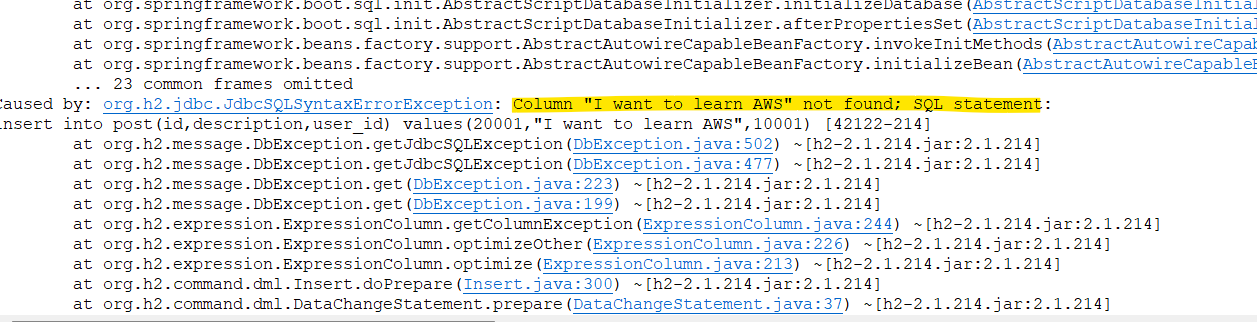 at org.springframework.boot.sql.init.AbstractScriptDatabaseInitializer.initializeDatabase(AbstractScriptDatabaseInitial
at org.springframework.boot.sql.init.AbstractScriptDatabaseInitializer.afterPropertiesSet(AbstractScriptDatabaseInitial
at org.springframework.beans.factory.support.AbstractAutowireCapableBeanFactory.invokeInitMethods(AbstractAutowireCapab
at org.springframework.beans.factory.support.AbstractAutowireCapableBeanFactory.initializeBean(AbstractAutowireCapableB
... 23 common frames omitted
Caused by: org.h2.jdbc.JdbcSQLSyntaxErrorException: Column "I want to learn AWS" not found; SQL statement:
insert into post(id,description,user_id) values(20001,"I want to learn AWS",10001) [42122-214]
at org.h2.message.DbException.getJdbcSQLException(DbException.java:502) ~[h2-2.1.214.jar:2.1.214]
at org.h2.message.DbException.getJdbcSQLException(DbException.java:477) ~[h2-2.1.214.jar:2.1.214]
at org.h2.message.DbException.get(DbException.java:223) ~[h2-2.1.214.jar:2.1.214]
at org.h2.message.DbException.get(DbException.java:199) ~[h2-2.1.214.jar:2.1.214]
at org.h2.expression.ExpressionColumn.getColumnException(ExpressionColumn.java:244) ~[h2-2.1.214.jar:2.1.214]
at org.h2.expression.ExpressionColumn.optimizeOther(ExpressionColumn.java:226) ~[h2-2.1.214.jar:2.1.214]
at org.h2.expression.ExpressionColumn.optimize(ExpressionColumn.java:213) ~[h2-2.1.214.jar:2.1.214]
at org.h2.command.dml.Insert.doPrepare(Insert.java:300) ~[h2-2.1.214.jar:2.1.214]
at org.h2.command.dml.DataChangeStatement.prepare(DataChangeStatement.java:37) ~[h2-2.1.214.jar:2.1.214]